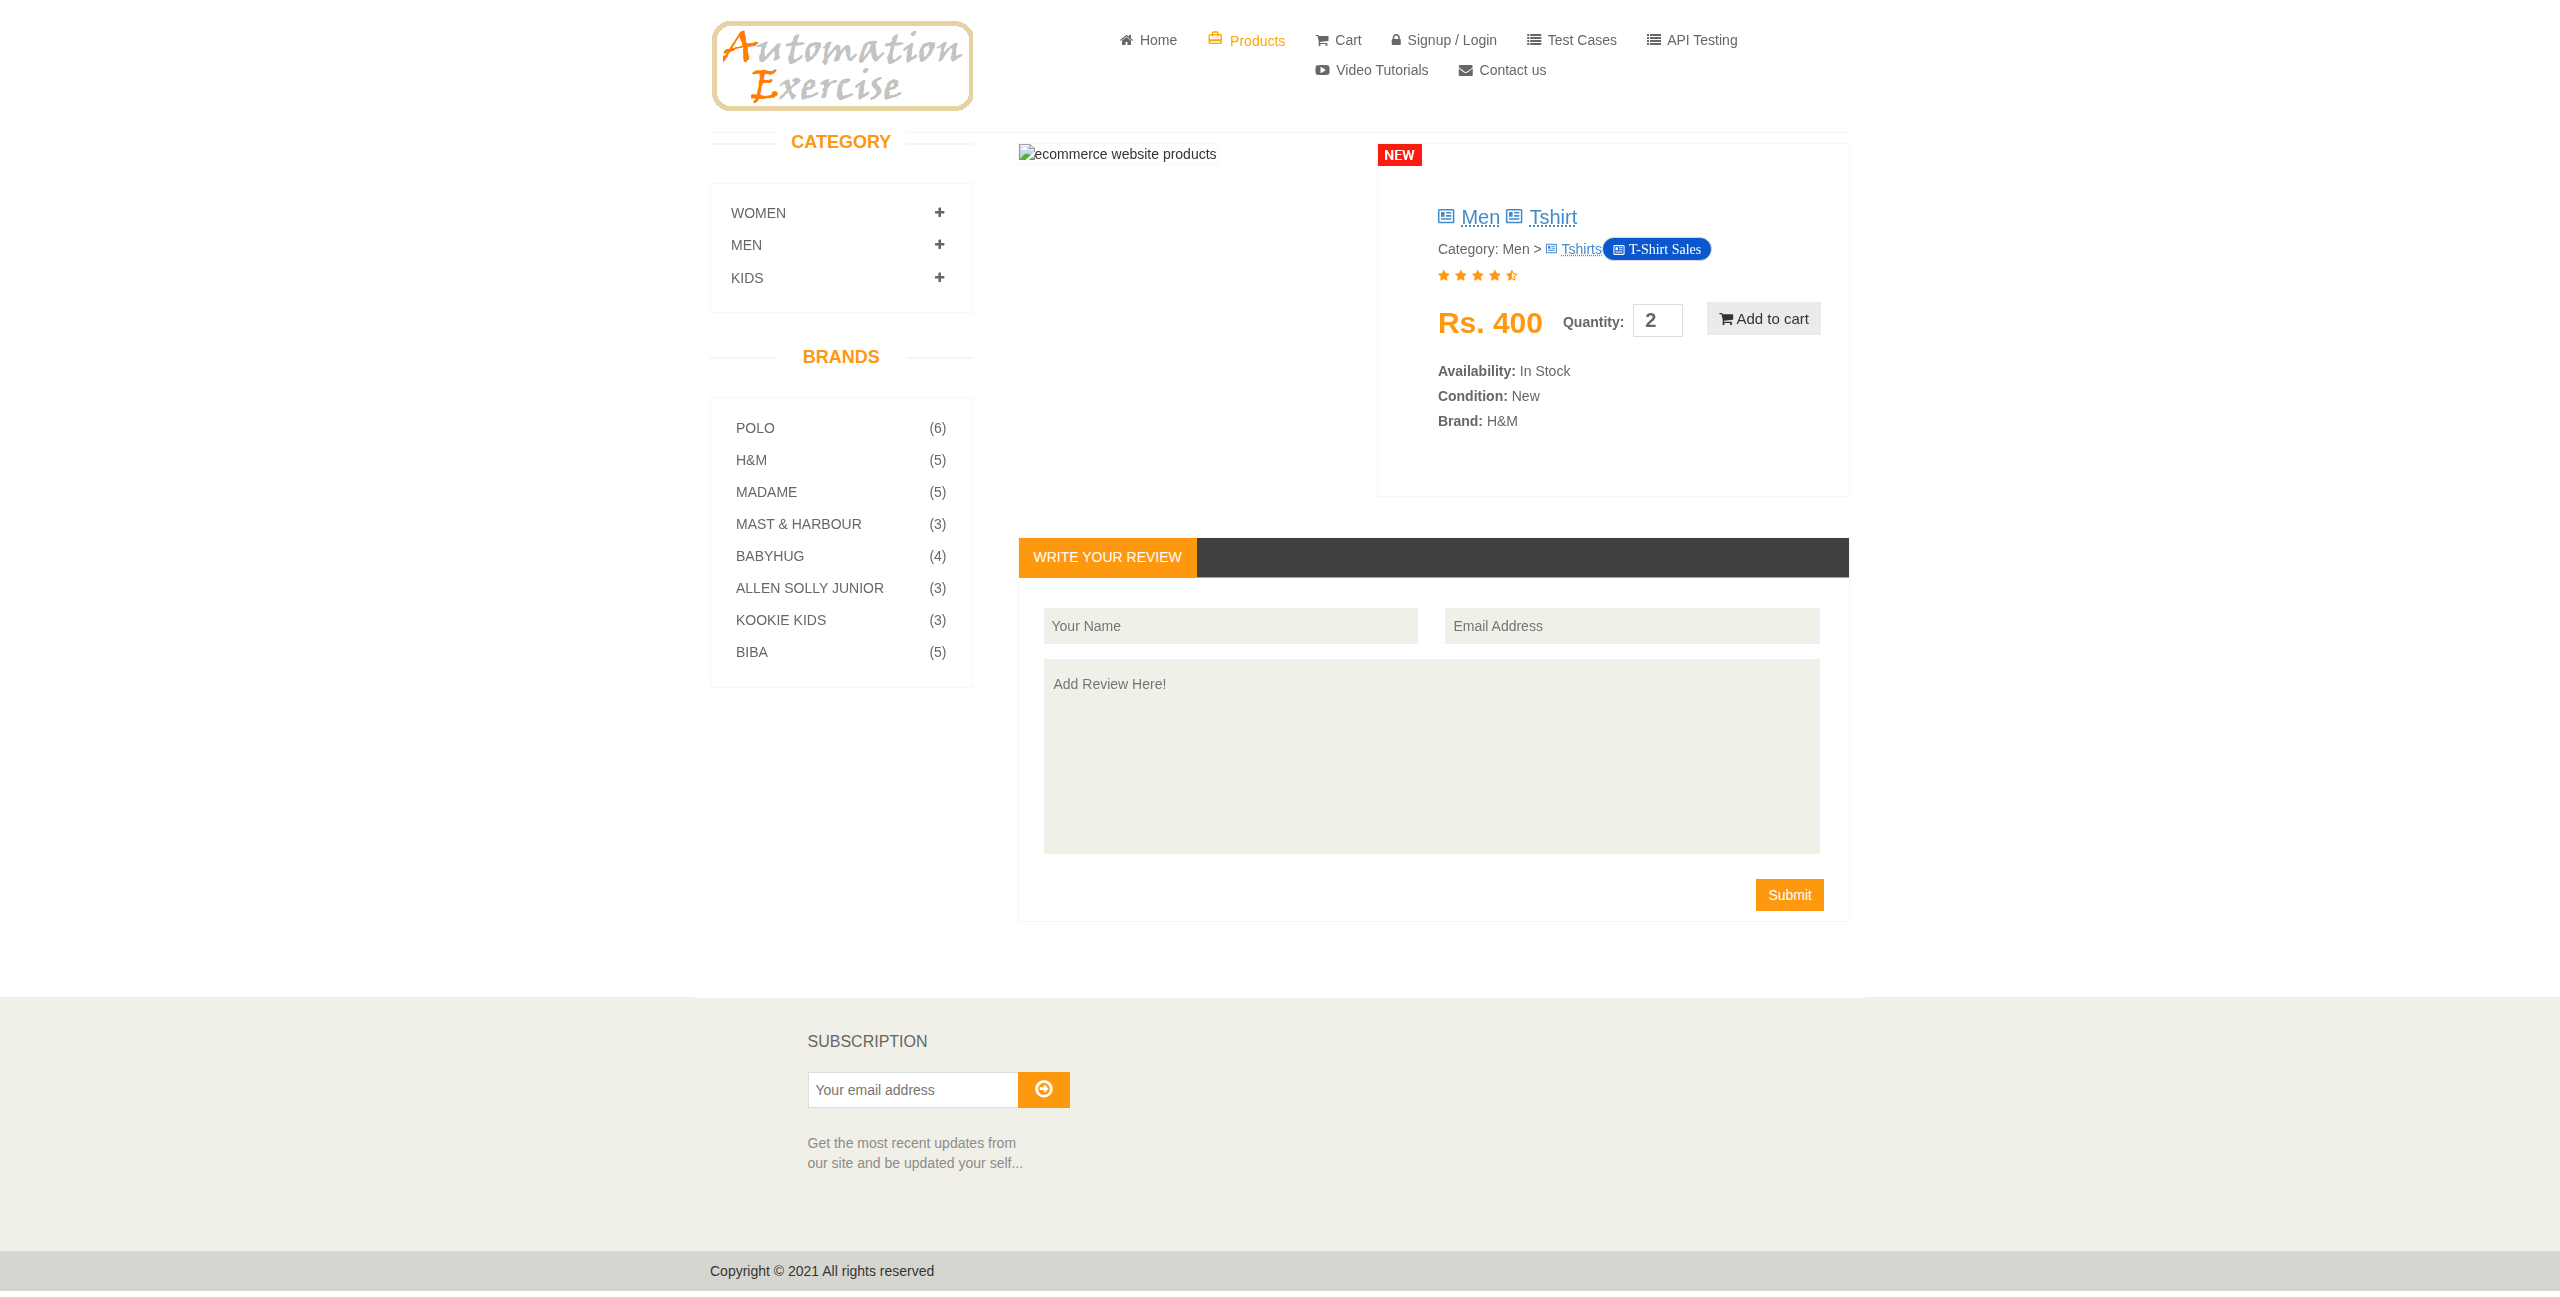 Automation
Exercise
Home
Products
Cart
Signup / Login
Test Cases
API Testing
Video Tutorials
Contact us
CATEGORY
WOMEN
MEN
KIDS
BRANDS
POLO (6)
H&M (5)
MADAME (5)
MAST & HARBOUR (3)
BABYHUG (4)
ALLEN SOLLY JUNIOR (3)
KOOKIE KIDS (3)
BIBA (5)
ecommerce website products
NEW
Men Tshirt
Category: Men > Tshirts T-Shirt Sales
Rs. 400 Quantity: 2 Add to cart
Availability: In Stock
Condition: New
Brand: H&M
WRITE YOUR REVIEW
Your Name
Email Address
Add Review Here!
Submit
SUBSCRIPTION
Your email address
Get the most recent updates from
our site and be updated your self...
Copyright © 2021 All rights reserved